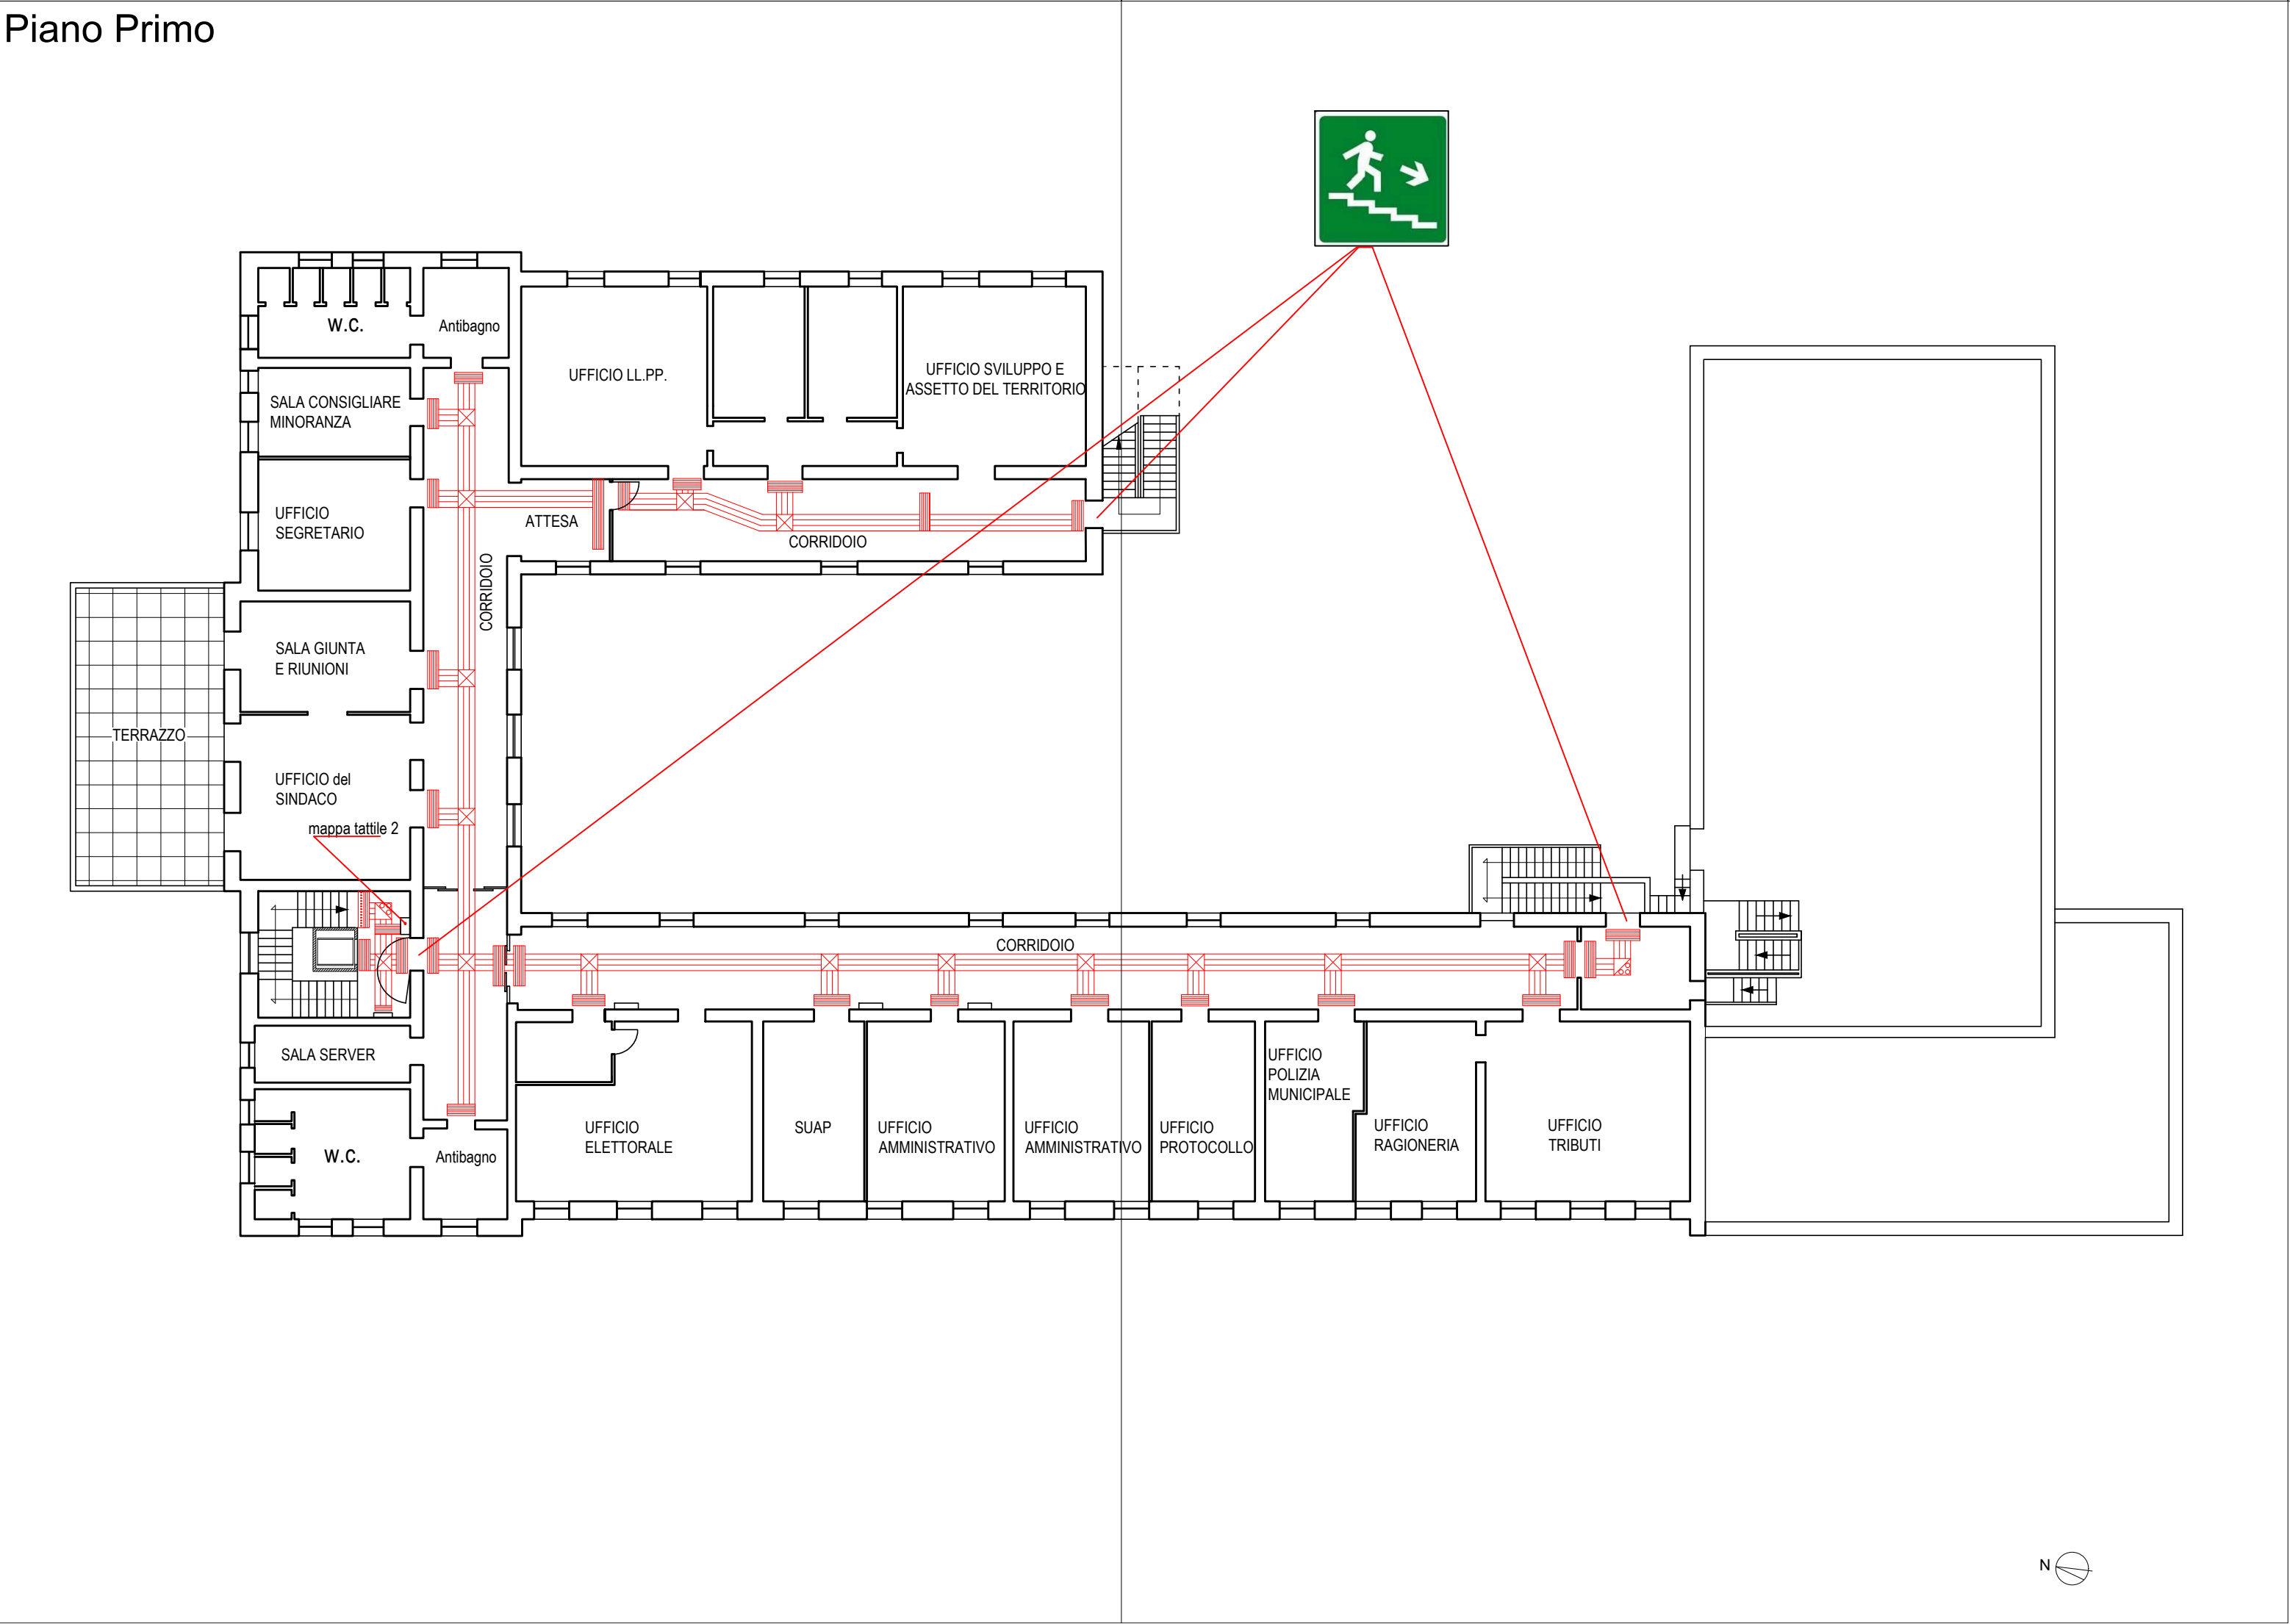 Piano Primo
W.C.
Antibagno
UFFICIO LL.PP.
UFFICIO SVILUPPO E
ASSETTO DEL TERRITORIO
SALA CONSIGLIARE
MINORANZA
UFFICIO
SEGRETARIO
ATTESA
CORRIDOIO
CORRIDOIO
SALA GIUNTA
E RIUNIONI
TERRAZZO
UFFICIO del
SINDACO
mappa tattile 2
CORRIDOIO
SALA SERVER
W.C.
Antibagno
UFFICIO
ELETTORALE
SUAP
UFFICIO
AMMINISTRATIVO
UFFICIO
AMMINISTRATIVO
UFFICIO
PROTOCOLLO
UFFICIO
POLIZIA
MUNICIPALE
UFFICIO
RAGIONERIA
UFFICIO
TRIBUTI
N